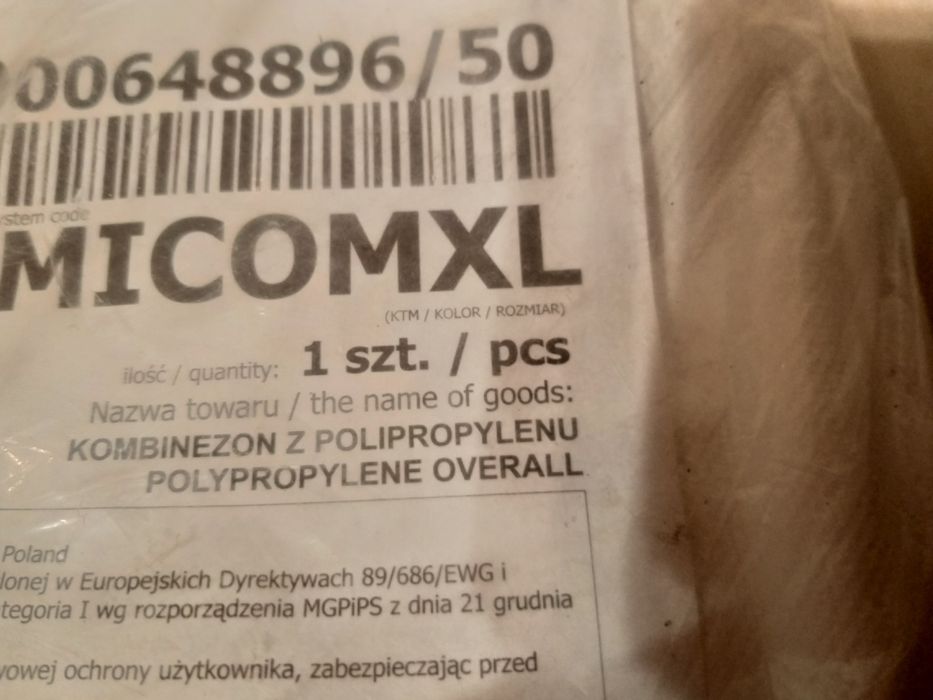 00648896/50
system code
MICOMXL
(KTM / KOLOR / ROZMIAR)
ilość / quantity: 1 szt. / pcs
Nazwa towaru / the name of goods:
KOMBINEZON Z POLIPROPYLENU
POLYPROPYLENE OVERALL
Poland
lonej w Europejskich Dyrektywach 89/686/EWG i
tegoria I wg rozporządzenia MGPiPS z dnia 21 grudnia
wowej ochrony użytkownika, zabezpieczając przed